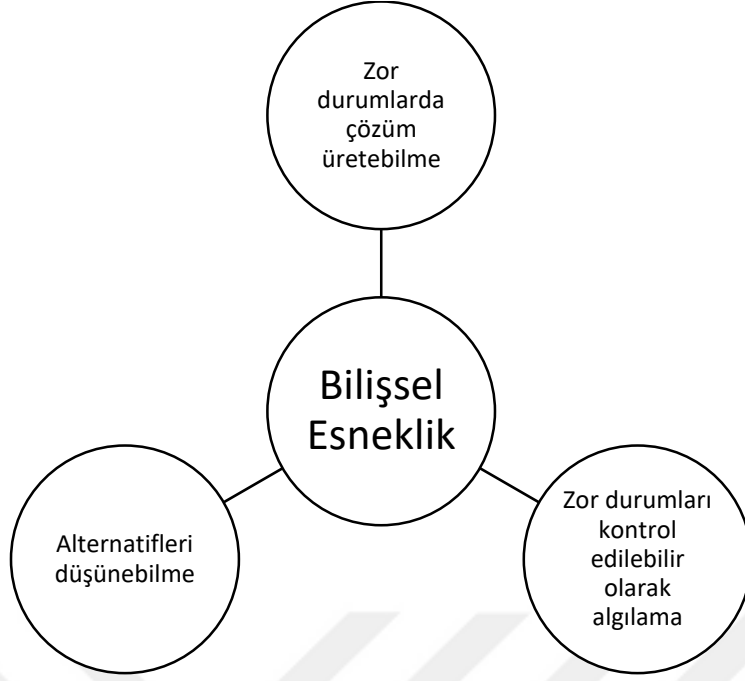 Zor
durumlarda
çözüm
üretebilme
Bilişsel
Esneklik
Alternatifleri
düşünebilme
Zor durumları
kontrol
edilebilir
olarak
algılama